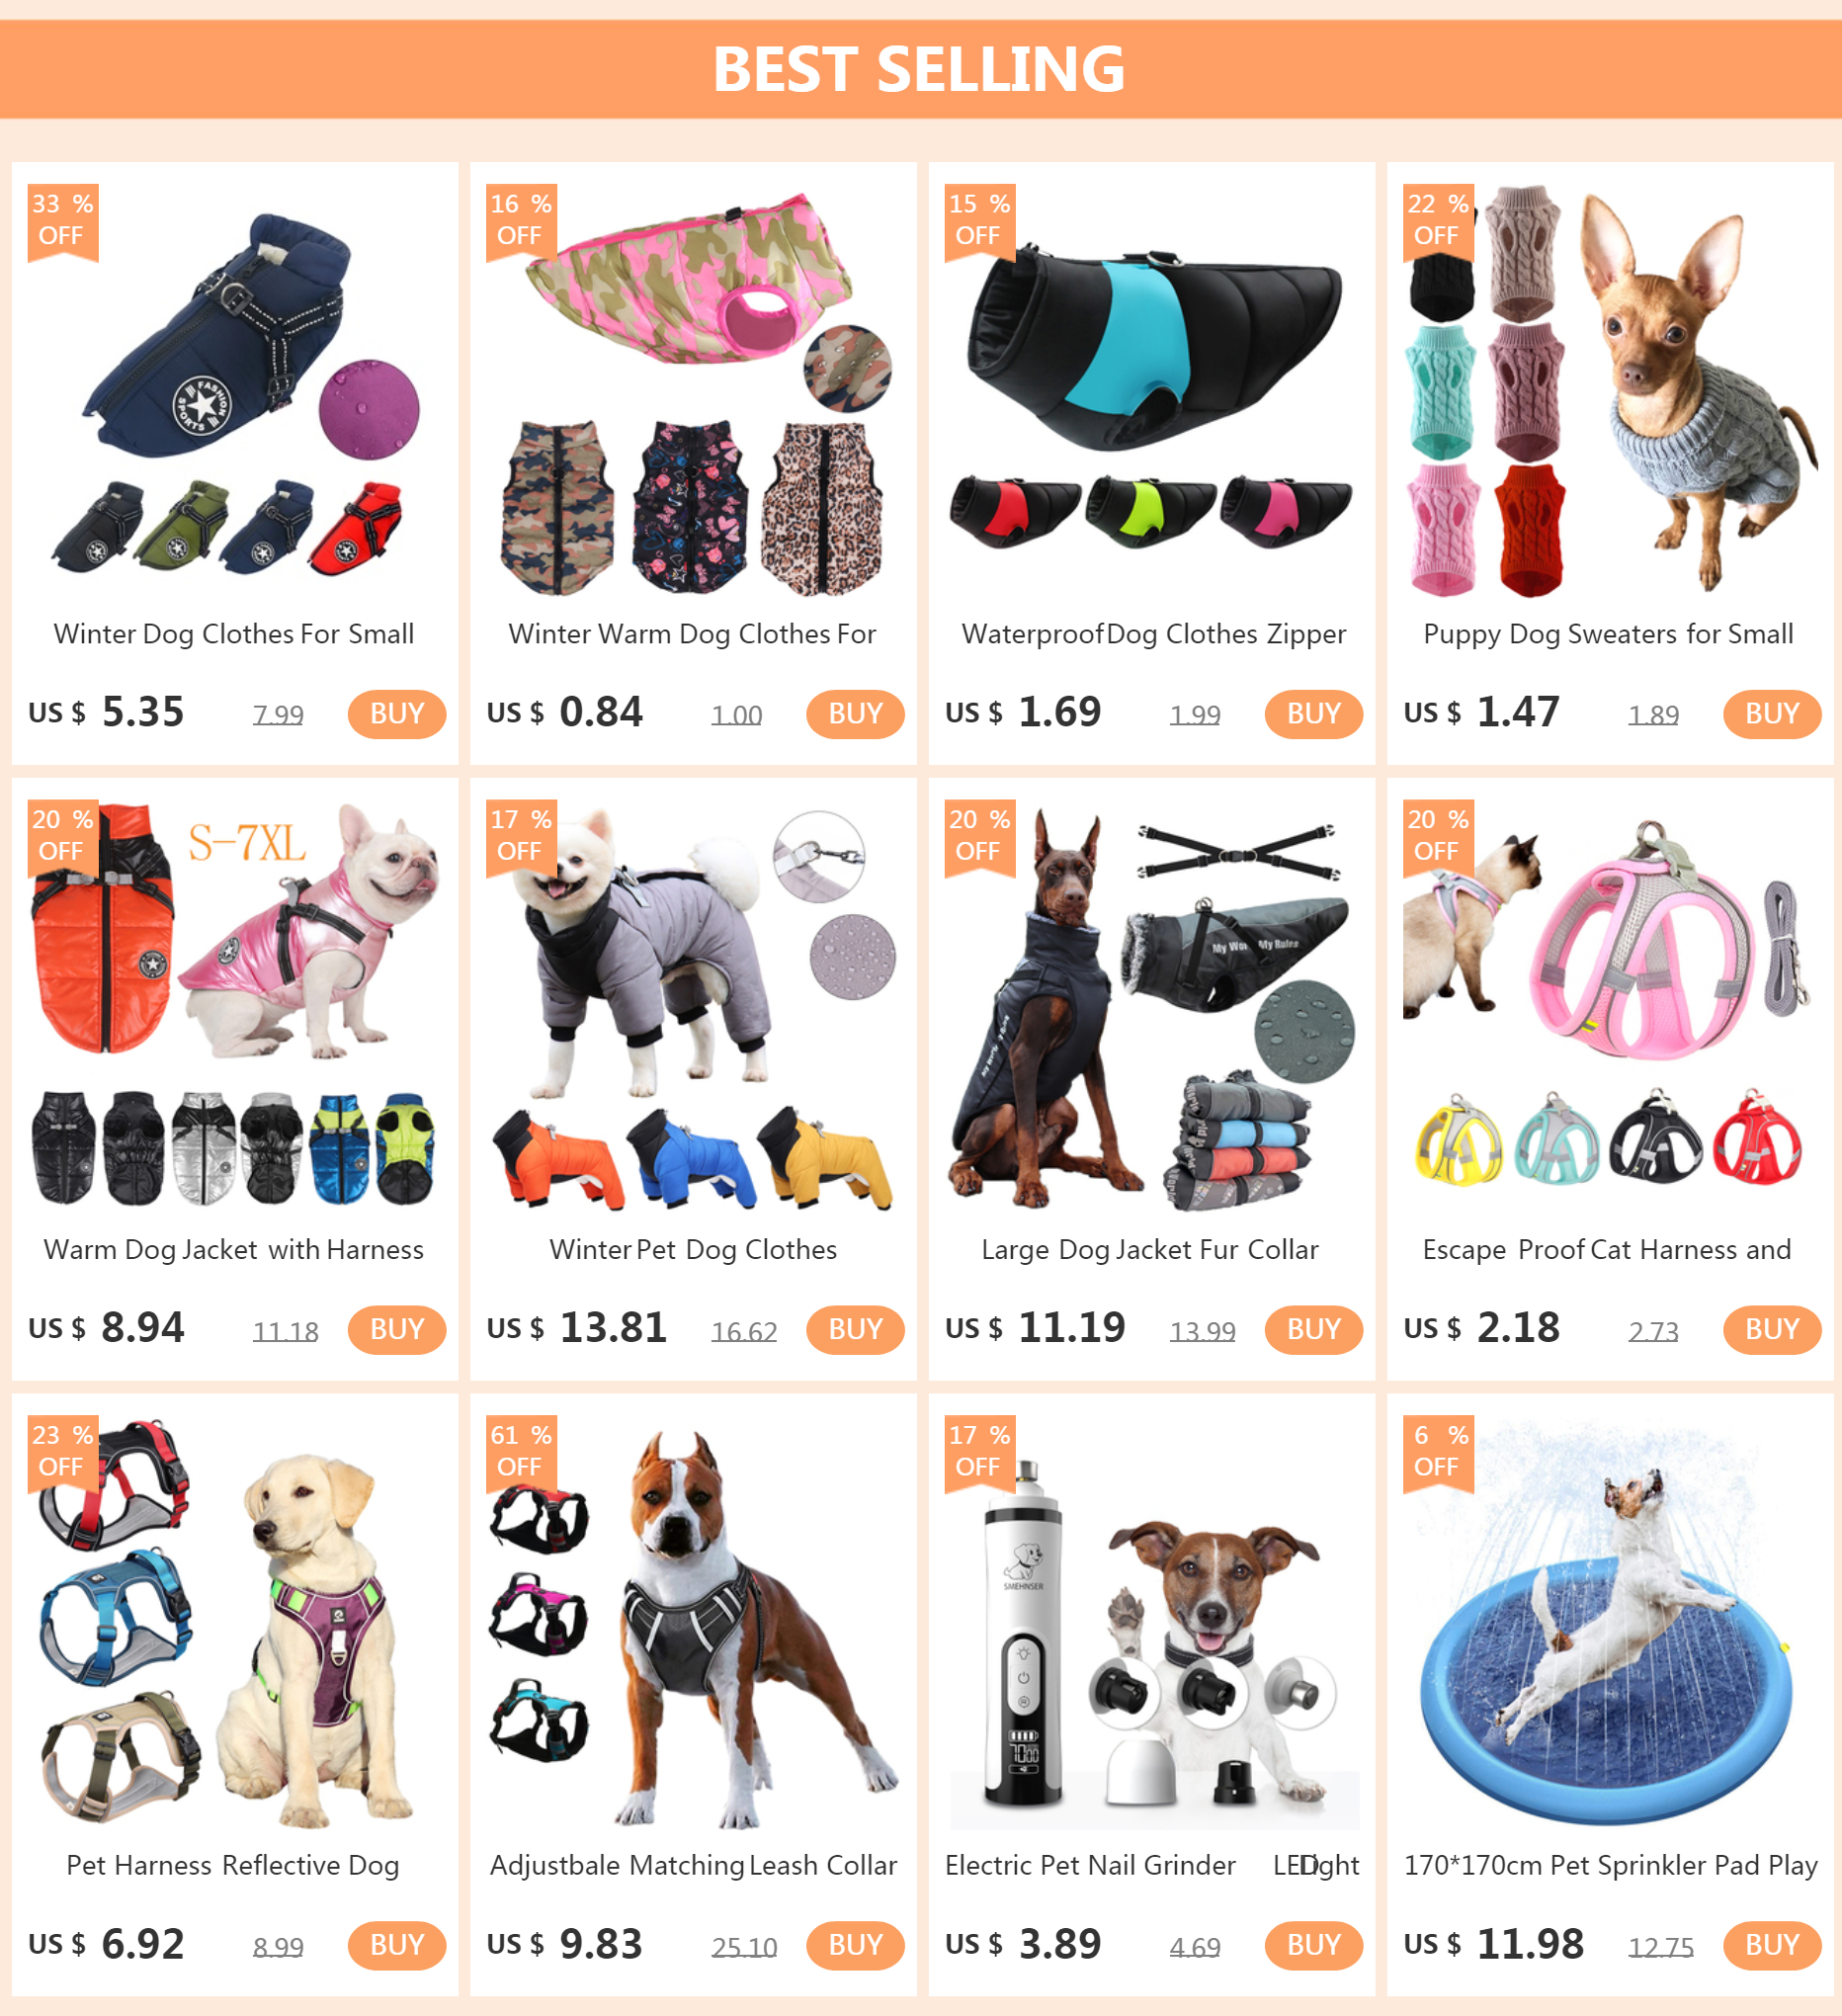 BEST SELLING
33 %
OFF
FASHION
SPORTS
Winter Dog Clothes For Small
US $ 5.35 7.99 BUY
16 %
OFF
Winter Warm Dog Clothes For
US $ 0.84 1.00 BUY
15 %
OFF
Waterproof Dog Clothes Zipper
US $ 1.69 1.99 BUY
22 %
OFF
Puppy Dog Sweaters for Small
US $ 1.47 1.89 BUY
20 %
OFF
S-7XL
Warm Dog Jacket with Harness
US $ 8.94 11.18 BUY
17 %
OFF
Winter Pet Dog Clothes
US $ 13.81 16.62 BUY
20 %
OFF
My Wor My Rules
Large Dog Jacket Fur Collar
US $ 11.19 13.99 BUY
20 %
OFF
Escape Proof Cat Harness and
US $ 2.18 2.73 BUY
23 %
OFF
Pet Harness Reflective Dog
US $ 6.92 8.99 BUY
61 %
OFF
Adjustbale Matching Leash Collar
US $ 9.83 25.10 BUY
17 %
OFF
SMEHNSER
7000
Electric Pet Nail Grinder LED
US $ 3.89 4.69 BUY
6 %
OFF
170*170cm Pet Sprinkler Pad Play
US $ 11.98 12.75 BUY